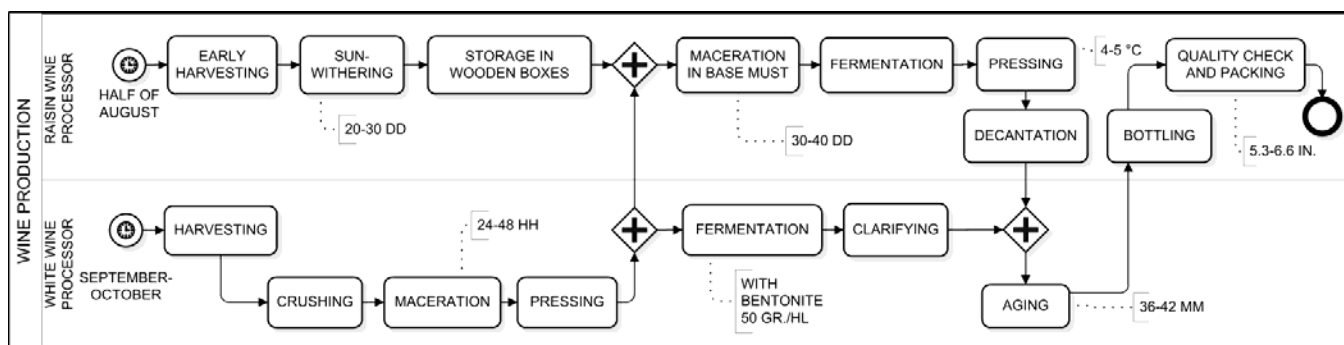 WINE PRODUCTION
RAISIN WINE
PROCESSOR
HALF OF
AUGUST
EARLY
HARVESTING
SUN-
WITHERING
20-30 DD
STORAGE IN
WOODEN BOXES
MACERATION
IN BASE MUST
30-40 DD
FERMENTATION
PRESSING
4-5 °C
DECANTATION
BOTTLING
QUALITY CHECK
AND PACKING
5.3-6.6 IN.
WHITE WINE
PROCESSOR
SEPTEMBER-
OCTOBER
HARVESTING
CRUSHING
MACERATION
24-48 HH
PRESSING
FERMENTATION
WITH
BENTONITE
50 GR./HL
CLARIFYING
AGING
36-42 MM